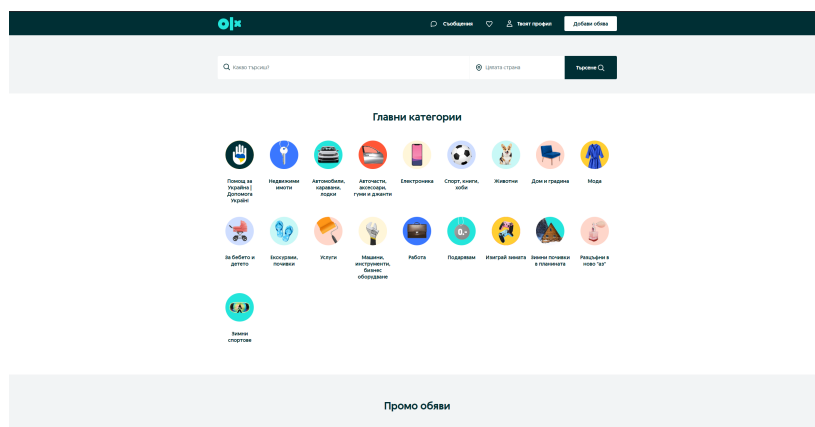 olx
Съобщения
Твоят профил
Добави обява
Какво търсиш?
Цялата страна
Търсене
Главни категории
Помощ за
Украйна |
Допомога
Україні
Недвижими
имоти
Автомобили,
каравани,
лодки
Авточасти,
аксесоари,
гуми и джанти
Електроника
Спорт, книги,
хоби
Животни
Дом и градина
Мода
За бебето и
детето
Екскурзии,
почивки
Услуги
Машини,
инструменти,
бизнес
оборудване
Работа
0.-
Подарявам
Изиграй зимата
Зимни почивки
в планината
Разцъфни в
ново "аз"
Зимни
спортове
Промо обяви